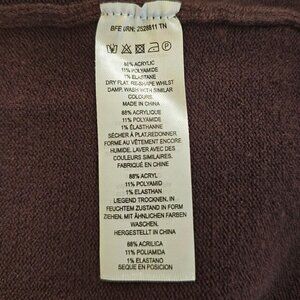 BFE URN: 2528811 TN
88% ACRYLIC
11% POLYAMIDE
1% ELASTANE
DRY FLAT, RE-SHAPE WHILST
DAMP, WASH WITH SIMILAR
COLOURS.
MADE IN CHINA
88% ACRYLIQUE
11% POLYAMIDE
1% ÉLASTHANNE
SÉCHER À PLAT,REDONNER
FORME AU VÊTEMENT ENCORE
HUMIDE. LAVER AVEC DES
COULEURS SIMILAIRES.
FABRIQUÉ EN CHINE
88% ACRYL
11% POLYAMID
1% ELASTHAN
LIEGEND TROCKNEN, IN
FEUCHTEM ZUSTAND IN FORM
ZIEHEN, MIT ÄHNLICHEN FARBEN
WASCHEN.
HERGESTELLT IN CHINA
88% ACRILICA
11% POLIAMIDA
1% ELASTANO
SEQUE EN POSICION